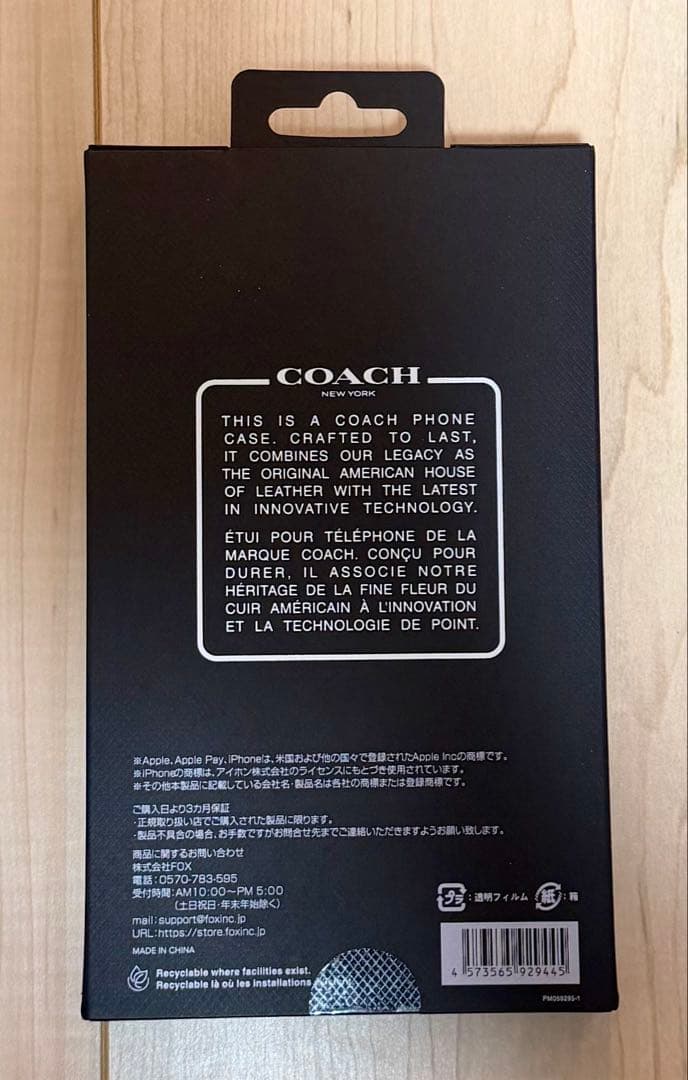 COACH
NEW YORK
THIS IS A COACH PHONE
CASE. CRAFTED TO LAST,
IT COMBINES OUR LEGACY AS
THE ORIGINAL AMERICAN HOUSE
OF LEATHER WITH THE LATEST
IN INNOVATIVE TECHNOLOGY.
ÉTUI POUR TÉLÉPHONE DE LA
MARQUE COACH. CONÇU POUR
DURER, IL ASSOCIE NOTRE
HÉRITAGE DE LA FINE FLEUR DU
CUIR AMÉRICAIN À L'INNOVATION
ET LA TECHNOLOGIE DE POINT.
※Apple、Apple Pay、iPhoneは、米国および他の国々で登録されたApple Incの商標です。
※iPhoneの商標は、アイホン株式会社のライセンスにもとづき使用されています。
※その他本製品に記載している会社名・製品名は各社の商標または登録商標です。
ご購入日より3カ月保証
・正規取り扱い店でご購入された製品に限ります。
・製品不具合の場合、お手数ですがお問合せ先までご連絡いただきますようお願い致します。
商品に関するお問い合わせ
株式会社FOX
電話：0570-783-595
受付時間：AM10:00〜PM 5:00
（土日祝日・年末年始除く）
mail：support@foxinc.jp
URL：https://store.foxinc.jp
MADE IN CHINA
Recyclable where facilities exist.
Recyclable là où les installations
プラ：透明フィルム 紙：箱
4 573565 929445
PM059295-1